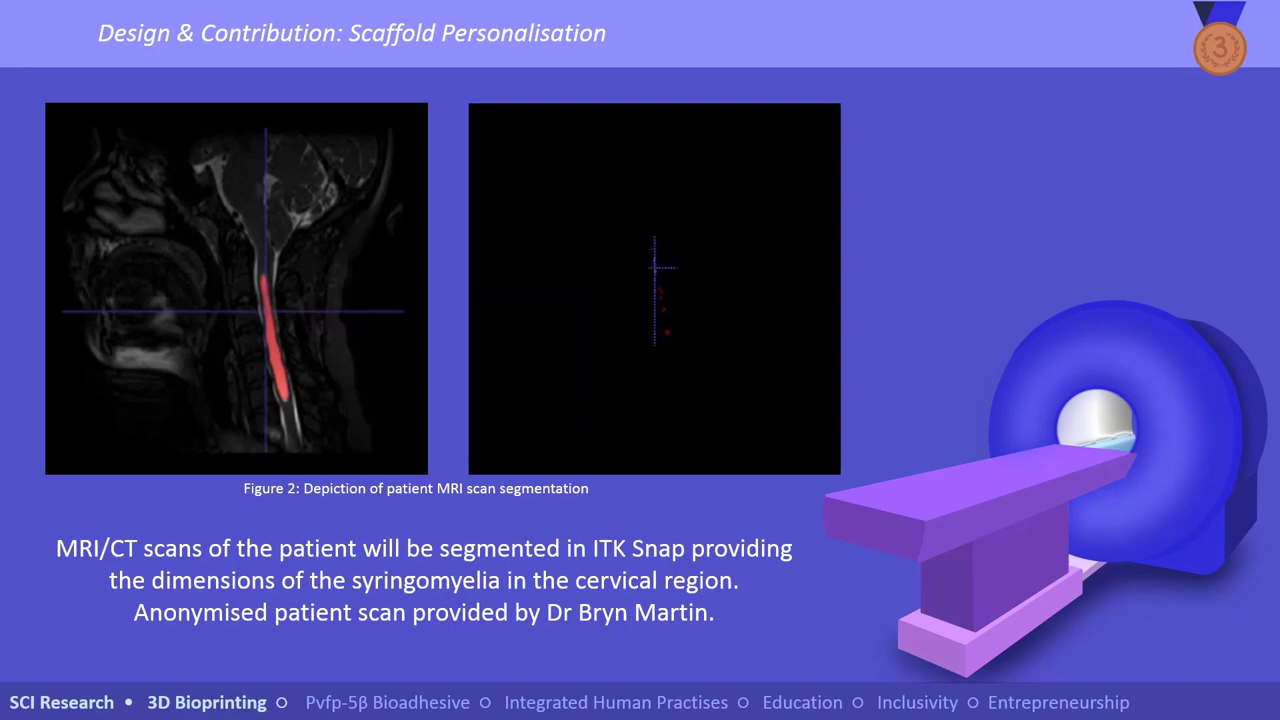 Design & Contribution: Scaffold Personalisation
3
Figure 2: Depiction of patient MRI scan segmentation
MRI/CT scans of the patient will be segmented in ITK Snap providing
the dimensions of the syringomyelia in the cervical region.
Anonymised patient scan provided by Dr Bryn Martin.
SCI Research • 3D Bioprinting ○ Pvfp-5β Bioadhesive ○ Integrated Human Practises ○ Education ○ Inclusivity ○ Entrepreneurship